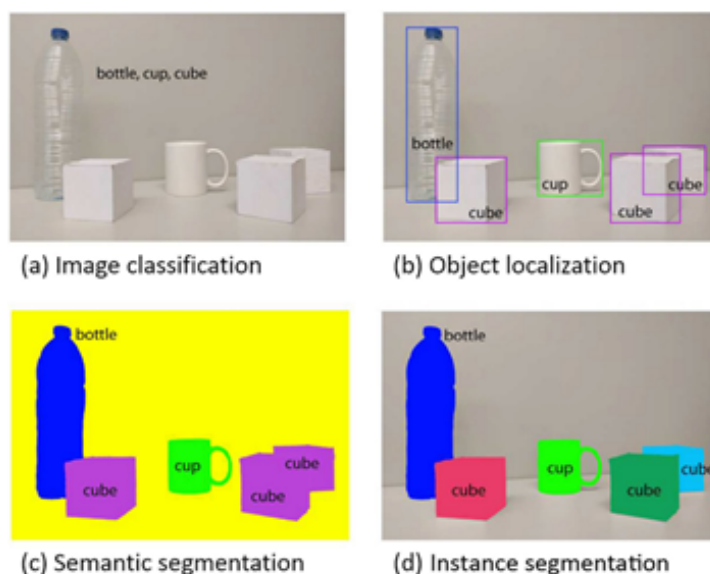 bottle, cup, cube
(a) Image classification
bottle
cup
cube
cube
cube
(b) Object localization
bottle
cup
cube
cube
cube
(c) Semantic segmentation
bottle
cup
cube
cube
cube
(d) Instance segmentation